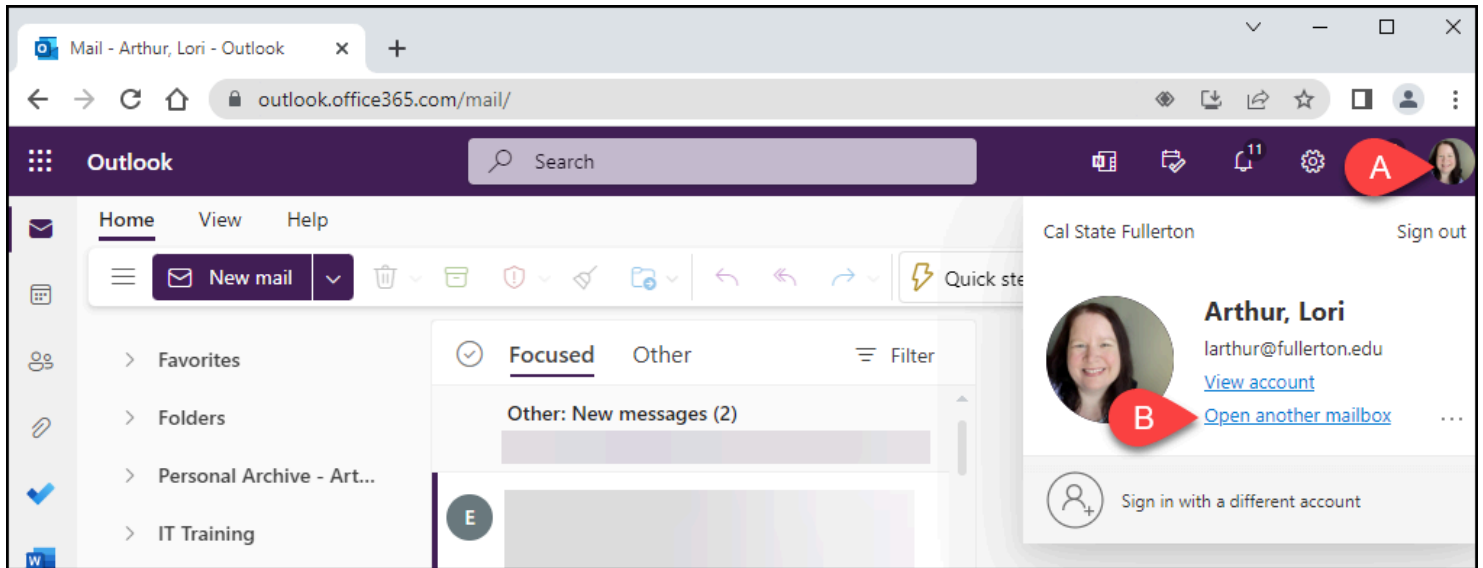 Mail - Arthur, Lori - Outlook
outlook.office365.com/mail/
Outlook
Search
11
A
Home View Help
Cal State Fullerton Sign out
New mail
Quick ste
Arthur, Lori
larthur@fullerton.edu
View account
B Open another mailbox
Favorites
Focused Other Filter
Folders
Other: New messages (2)
Personal Archive - Art...
E
Sign in with a different account
IT Training
W